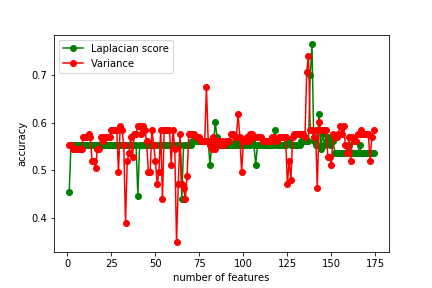 Laplacian score
Variance
0.7
0.6
0.5
0.4
accuracy
0 25 50 75 100 125 150 175
number of features